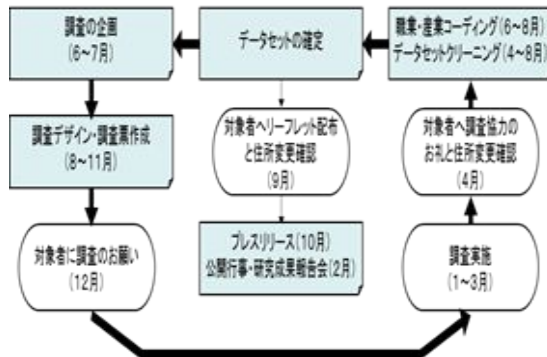 調査の企画
(6~7月)
データセットの確定
職業・産業コーディング(6~8月)
データセットクリーニング(4~8月)
調査デザイン・調査票作成
(8~11月)
対象者へリーフレット配布
と住所変更確認
(9月)
対象者へ調査協力の
お礼と住所変更確認
(4月)
対象者に調査のお願い
(12月)
プレスリリース(10月)
公開行事・研究成果報告会(2月)
調査実施
(1~3月)